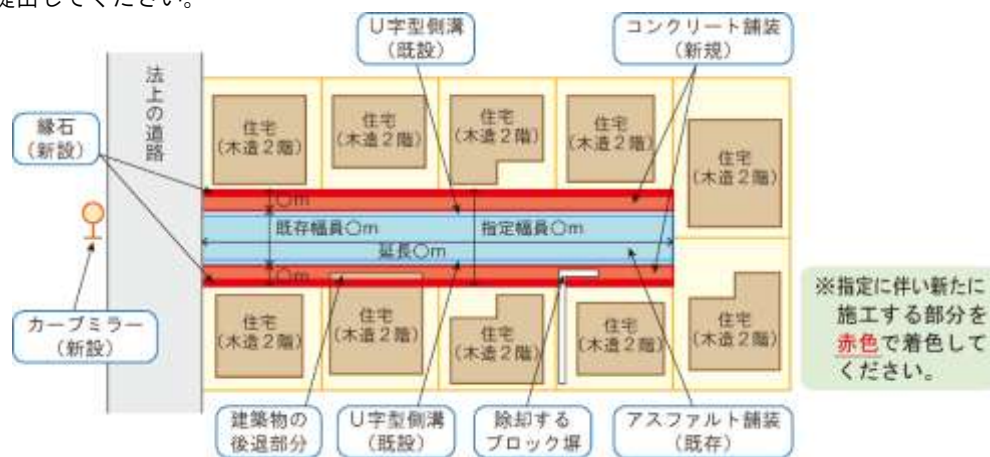 提出してください。
U字型側溝
（既設）
コンクリート舗装
（新規）
法上の道路
縁石
（新設）
住宅
（木造２階）
住宅
（木造２階）
住宅
（木造２階）
住宅
（木造２階）
住宅
（木造２階）
〇m
既存幅員〇m
指定幅員〇m
延長〇m
〇m
カーブミラー
（新設）
住宅
（木造２階）
住宅
（木造２階）
住宅
（木造２階）
住宅
（木造２階）
住宅
（木造２階）
※指定に伴い新たに
施工する部分を
赤色で着色して
ください。
建築物の
後退部分
U字型側溝
（既設）
除却する
ブロック塀
アスファルト舗装
（既存）